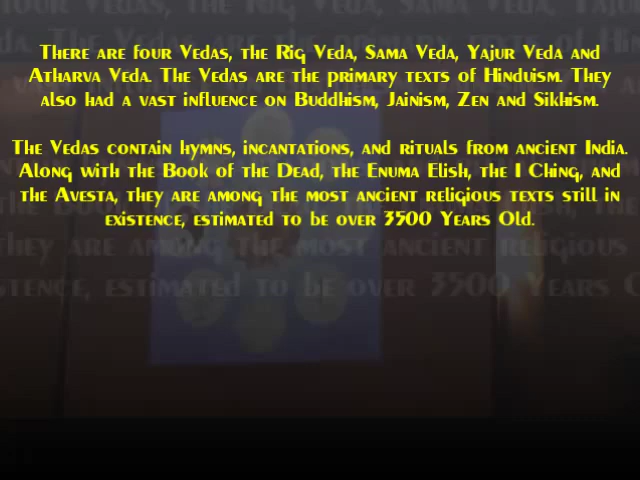 There are four Vedas, the Rig Veda, Sama Veda, Yajur Veda and
Atharva Veda. The Vedas are the primary texts of Hinduism. They
also had a vast influence on Buddhism, Jainism, Zen and Sikhism.
The Vedas contain hymns, incantations, and rituals from ancient India.
Along with the Book of the Dead, the Enuma Elish, the I Ching, and
the Avesta, they are among the most ancient religious texts still in
existence, estimated to be over 3500 Years Old.